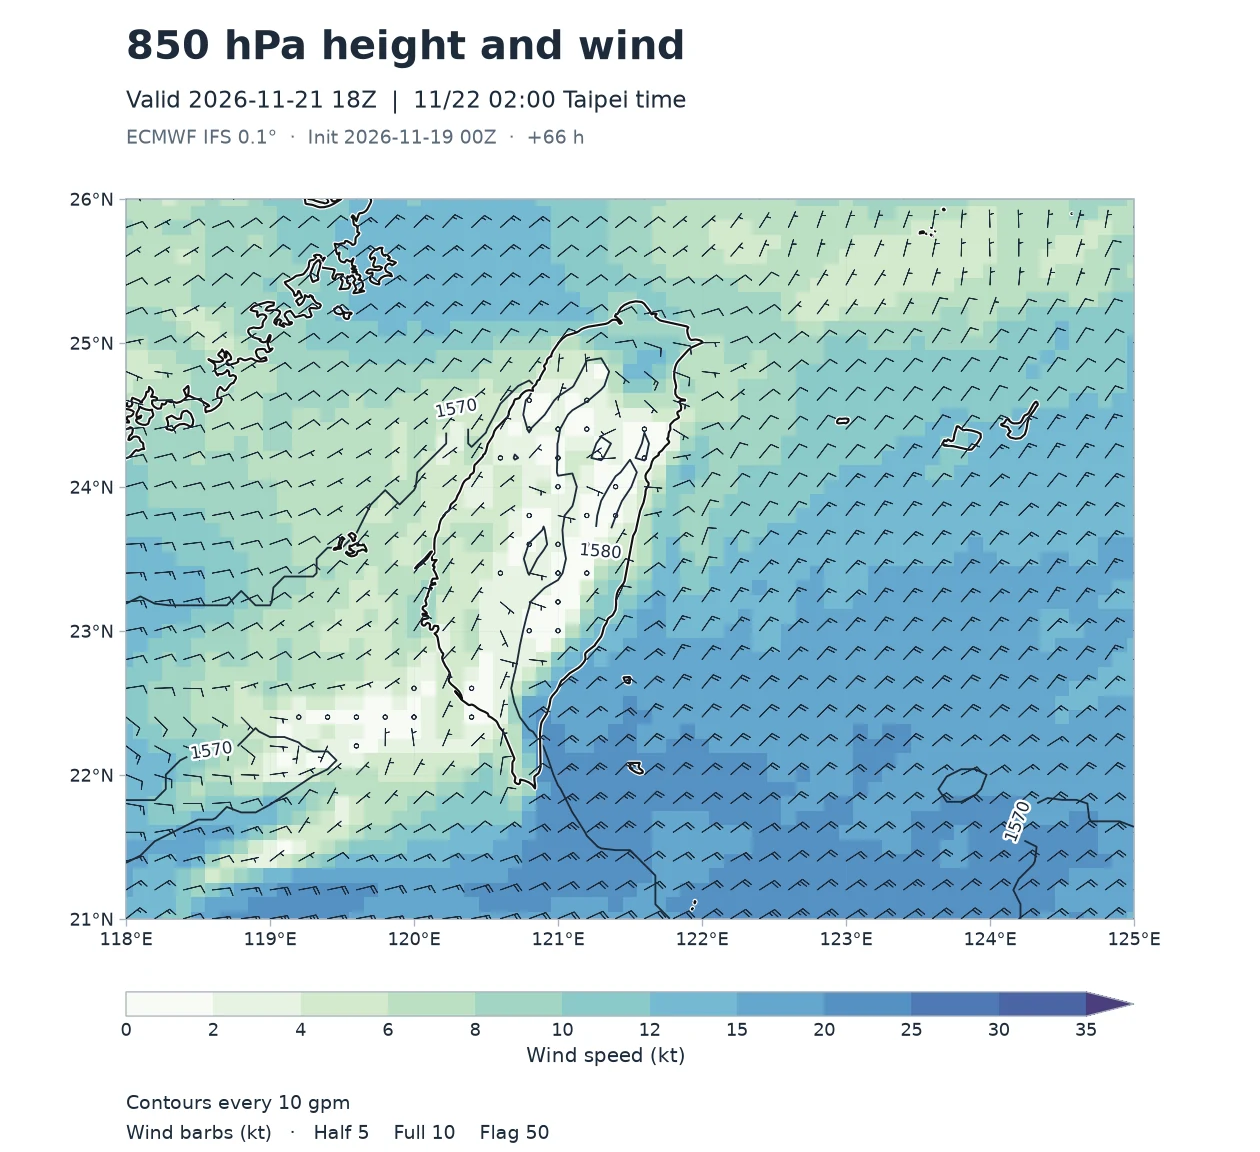 850 hPa height and wind
Valid 2026-11-21 18Z | 11/22 02:00 Taipei time
ECMWF IFS 0.1° · Init 2026-11-19 00Z · +66 h
26°N
25°N
24°N
23°N
22°N
21°N
1570
1580
1570
1570
118°E 119°E 120°E 121°E 122°E 123°E 124°E 125°E
0 2 4 6 8 10 12 15 20 25 30 35
Wind speed (kt)
Contours every 10 gpm
Wind barbs (kt) · Half 5 Full 10 Flag 50